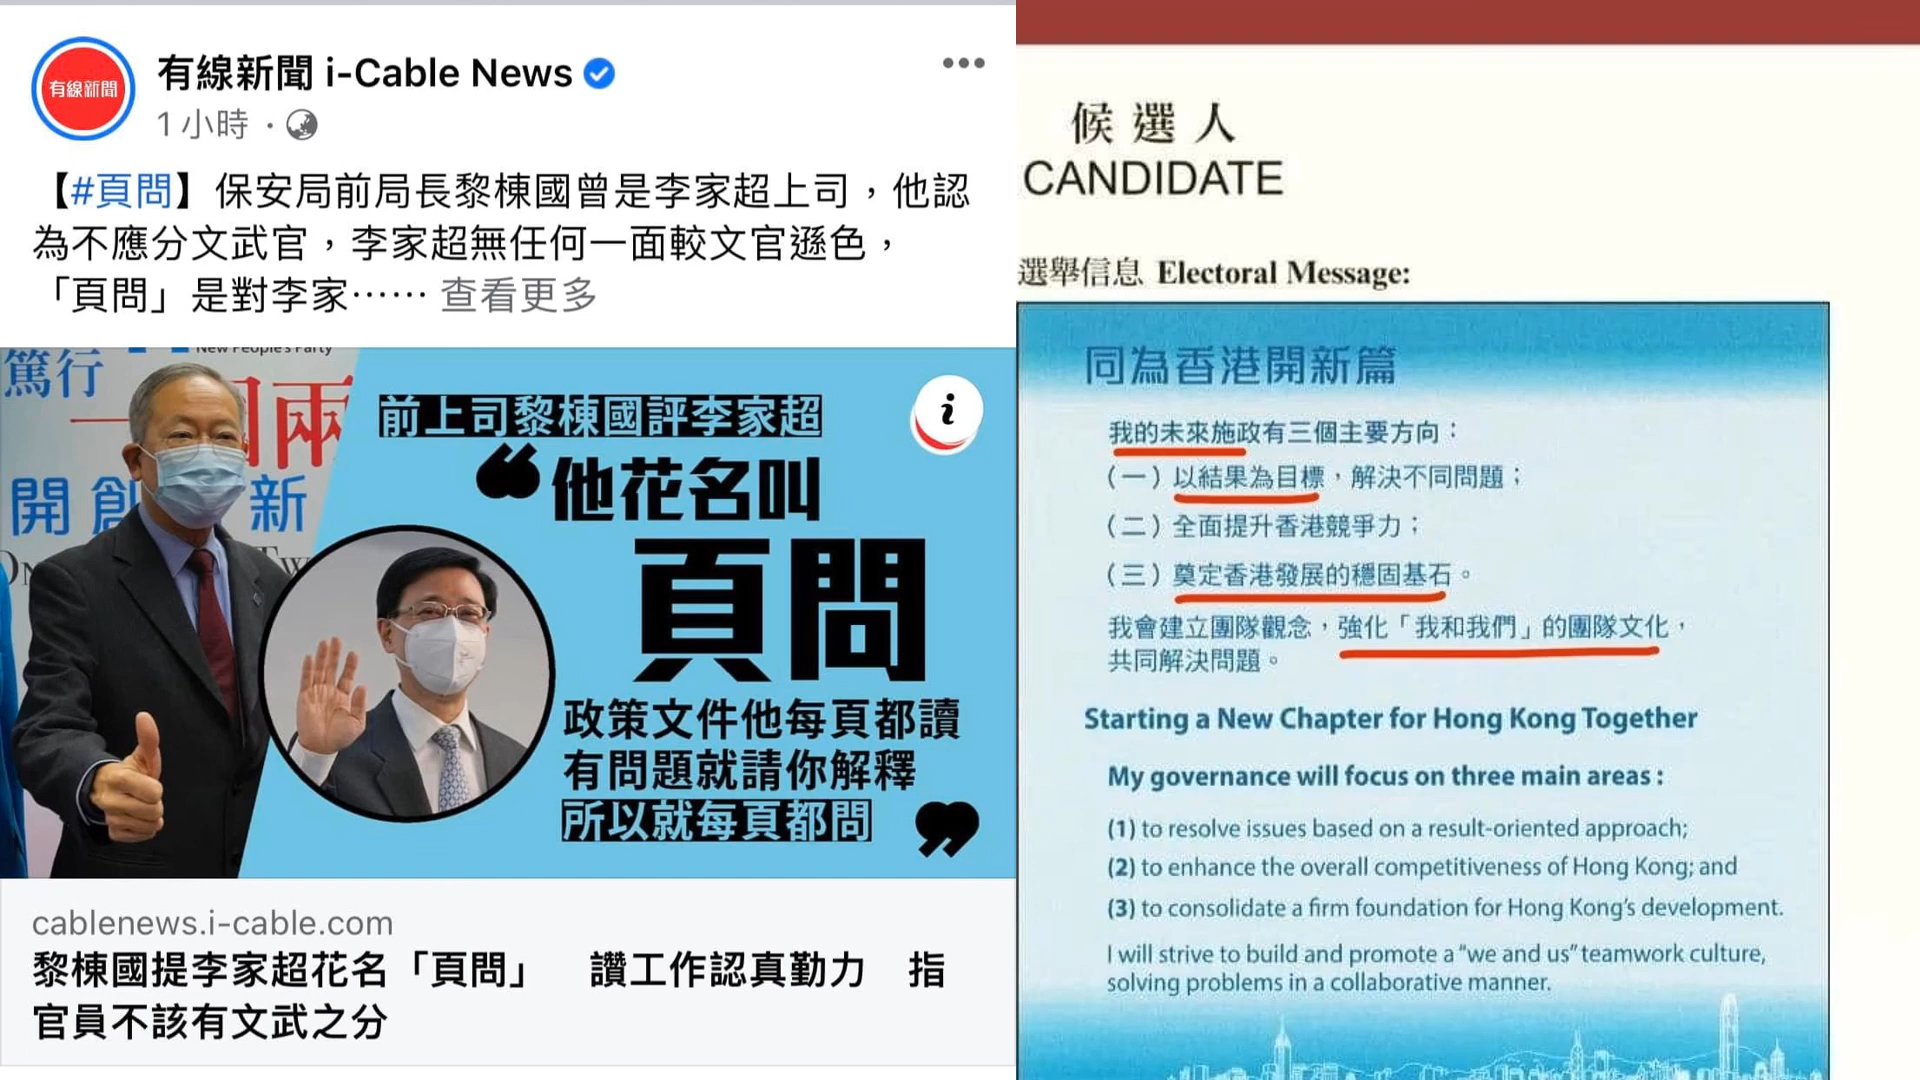 有線新聞
有線新聞 i-Cable News
1 小時
【#頁問】保安局前局長黎棟國曾是李家超上司，他認
為不應分文武官，李家超無任何一面較文官遜色，
「頁問」是對李家…… 查看更多
New People's Party
篤行
一國兩
開創新
前上司黎棟國評李家超
“他花名叫
頁問
政策文件他每頁都讀
有問題就請你解釋
所以就每頁都問”
i
cablenews.i-cable.com
黎棟國提李家超花名「頁問」　讚工作認真勤力　指
官員不該有文武之分
候選人
CANDIDATE
選舉信息 Electoral Message:
同為香港開新篇
我的未來施政有三個主要方向：
（一）以結果為目標，解決不同問題；
（二）全面提升香港競爭力；
（三）奠定香港發展的穩固基石。
我會建立團隊觀念，強化「我和我們」的團隊文化，
共同解決問題。
Starting a New Chapter for Hong Kong Together
My governance will focus on three main areas :
(1) to resolve issues based on a result-oriented approach;
(2) to enhance the overall competitiveness of Hong Kong; and
(3) to consolidate a firm foundation for Hong Kong's development.
I will strive to build and promote a "we and us" teamwork culture,
solving problems in a collaborative manner.